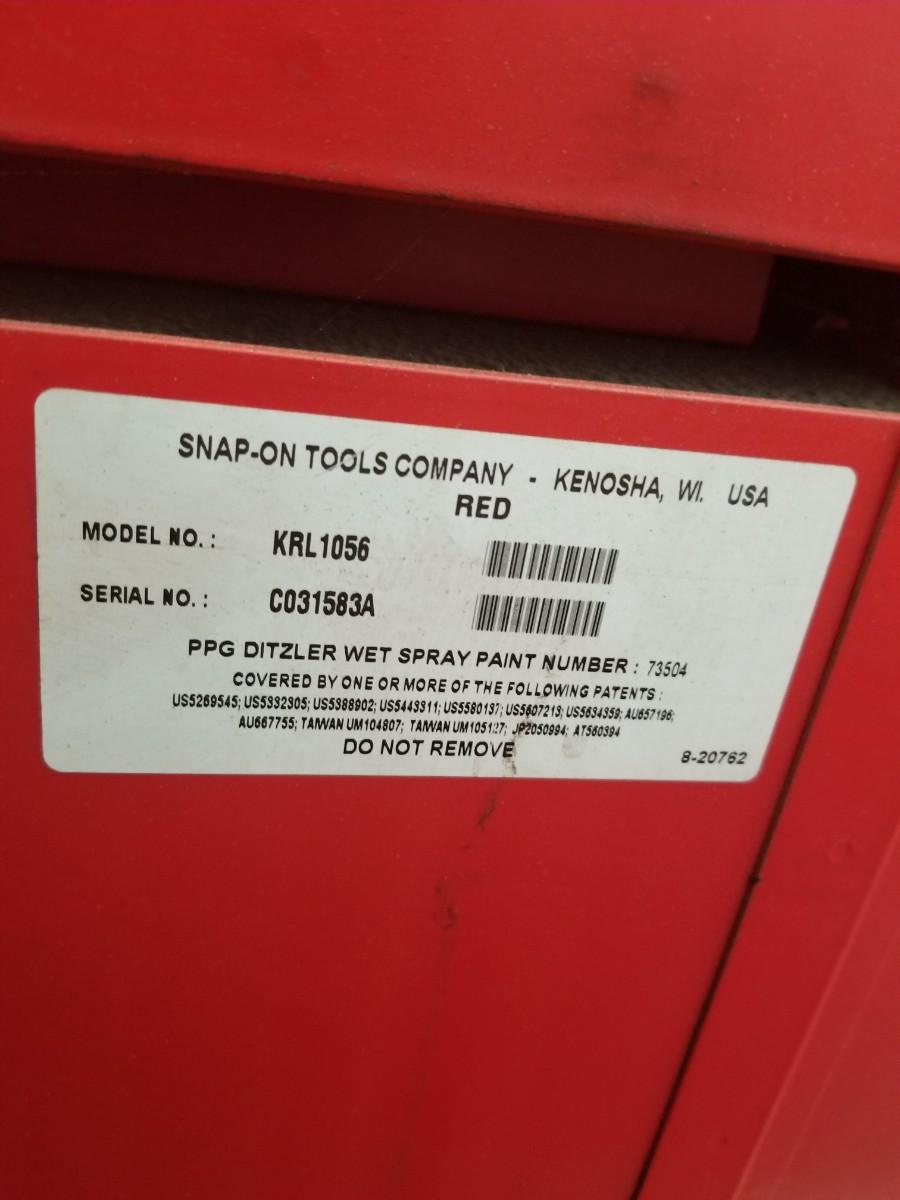 SNAP-ON TOOLS COMPANY - KENOSHA, WI. USA
RED
MODEL NO. : KRL1056
SERIAL NO. : C031583A
PPG DITZLER WET SPRAY PAINT NUMBER : 73504
COVERED BY ONE OR MORE OF THE FOLLOWING PATENTS :
US5269545; US5332305; US5388902; US5443311; US5580137; US5607213; US5634359; AU657196;
AU667755; TAIWAN UM104807; TAIWAN UM105127; JP2050994; AT560394
DO NOT REMOVE
8-20762